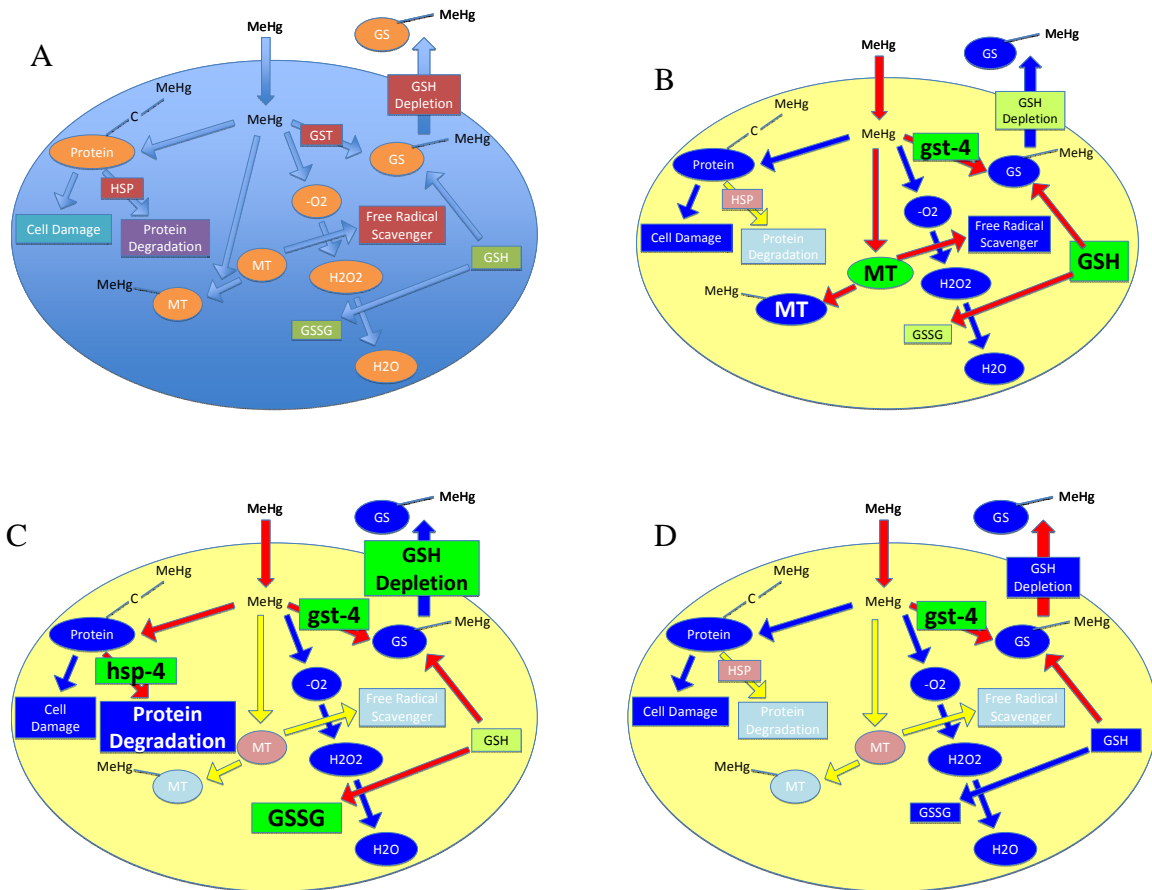 A
MeHg
MeHg
GS
MeHg
GSH
Depletion
MeHg
C
Protein
MeHg
GST
MeHg
GS
HSP
Cell Damage
Protein
Degradation
-O2
Free Radical
Scavenger
MT
H2O2
GSH
MeHg
MT
GSSG
H2O
B
MeHg
MeHg
GS
MeHg
GSH
Depletion
MeHg
C
Protein
MeHg
gst-4
MeHg
GS
HSP
Cell Damage
Protein
Degradation
-O2
Free Radical
Scavenger
MT
H2O2
GSH
MeHg
MT
GSSG
H2O
C
MeHg
MeHg
GS
GSH
Depletion
MeHg
C
Protein
MeHg
gst-4
MeHg
GS
hsp-4
Cell
Damage
Protein
Degradation
-O2
Free Radical
Scavenger
MT
H2O2
GSH
MeHg
MT
GSSG
H2O
D
MeHg
MeHg
GS
GSH
Depletion
MeHg
C
Protein
MeHg
gst-4
MeHg
GS
HSP
Cell Damage
Protein
Degradation
-O2
Free Radical
Scavenger
MT
H2O2
GSH
MeHg
MT
GSSG
H2O